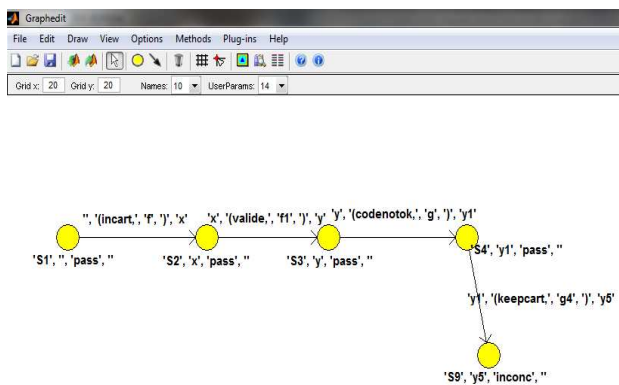 Graphedit
File Edit Draw View Options Methods Plug-ins Help
Grid x: 20 Grid y: 20 Names: 10 UserParams: 14
'', '(incart,', 'f', ')', 'x' 'x', '(valide,', 'f1', ')', 'y' 'y', '(codenotok,', 'g', ')', 'y1'
'S1', '', 'pass', '' 'S2', 'x', 'pass', '' 'S3', 'y', 'pass', '' 'S4', 'y1', 'pass', ''
'y1', '(keepcart,', 'g4', ')', 'y5'
'S9', 'y5', 'inconc', ''